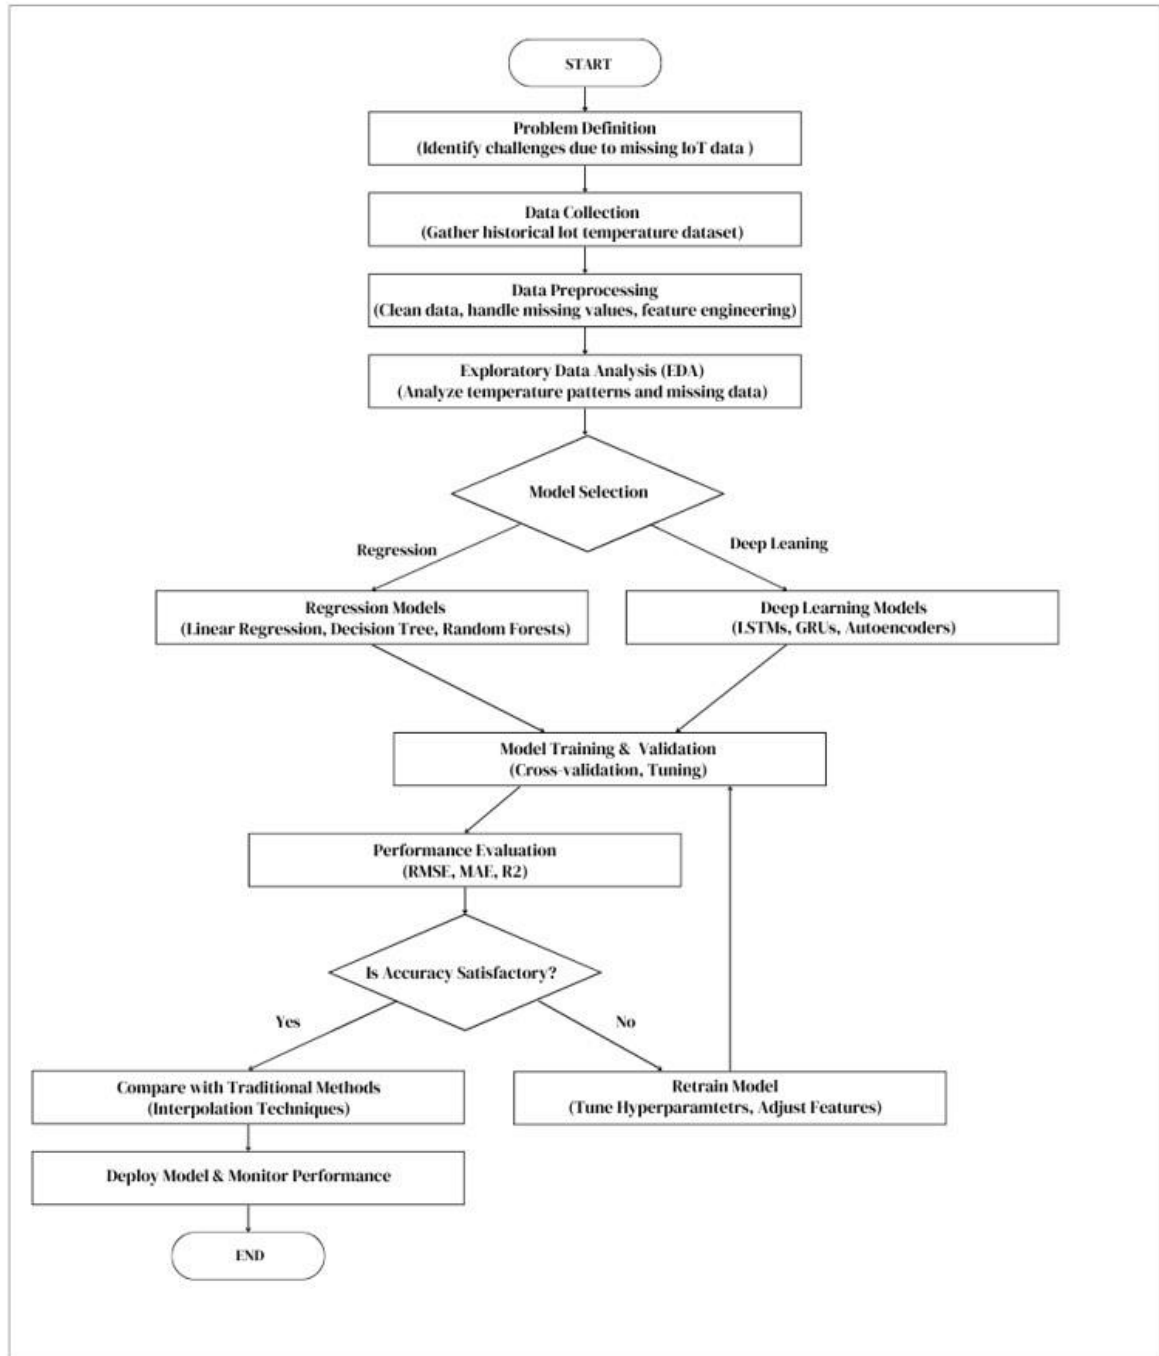 START
Problem Definition
(Identify challenges due to missing IoT data )
Data Collection
(Gather historical Iot temperature dataset)
Data Preprocessing
(Clean data, handle missing values, feature engineering)
Exploratory Data Analysis (EDA)
(Analyze temperature patterns and missing data)
Model Selection
Regression
Deep Leaning
Regression Models
(Linear Regression, Decision Tree, Random Forests)
Deep Learning Models
(LSTMs, GRUs, Autoencoders)
Model Training & Validation
(Cross-validation, Tuning)
Performance Evaluation
(RMSE, MAE, R2)
Is Accuracy Satisfactory?
Yes
No
Compare with Traditional Methods
(Interpolation Techniques)
Retrain Model
(Tune Hyperparamtetrs, Adjust Features)
Deploy Model & Monitor Performance
END